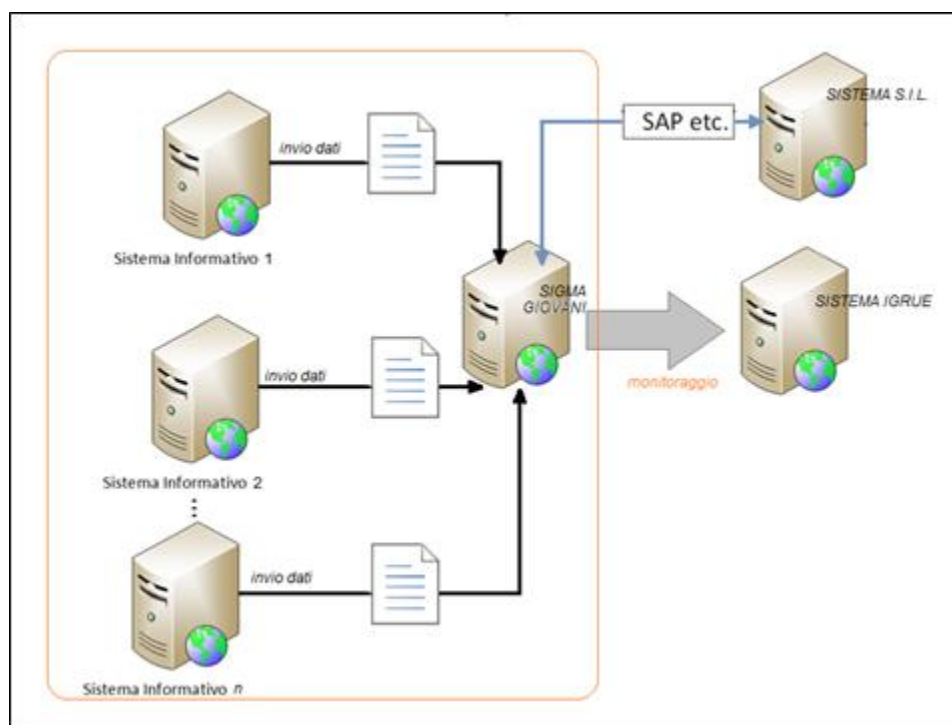 invio dati
Sistema Informativo 1
SAP etc.
SISTEMA S.I.L.
SIGMA
GIOVANI
SISTEMA IGRUE
monitoraggio
invio dati
Sistema Informativo 2
invio dati
Sistema Informativo n